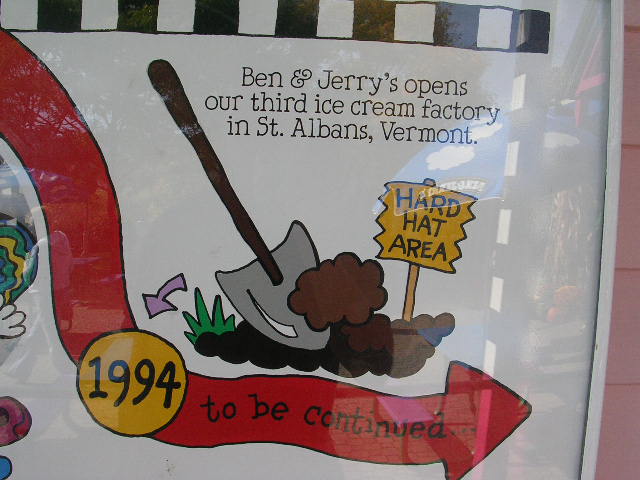 Ben & Jerry's opens
our third ice cream factory
in St. Albans, Vermont.
HARD
HAT
AREA
1994
to be continued...